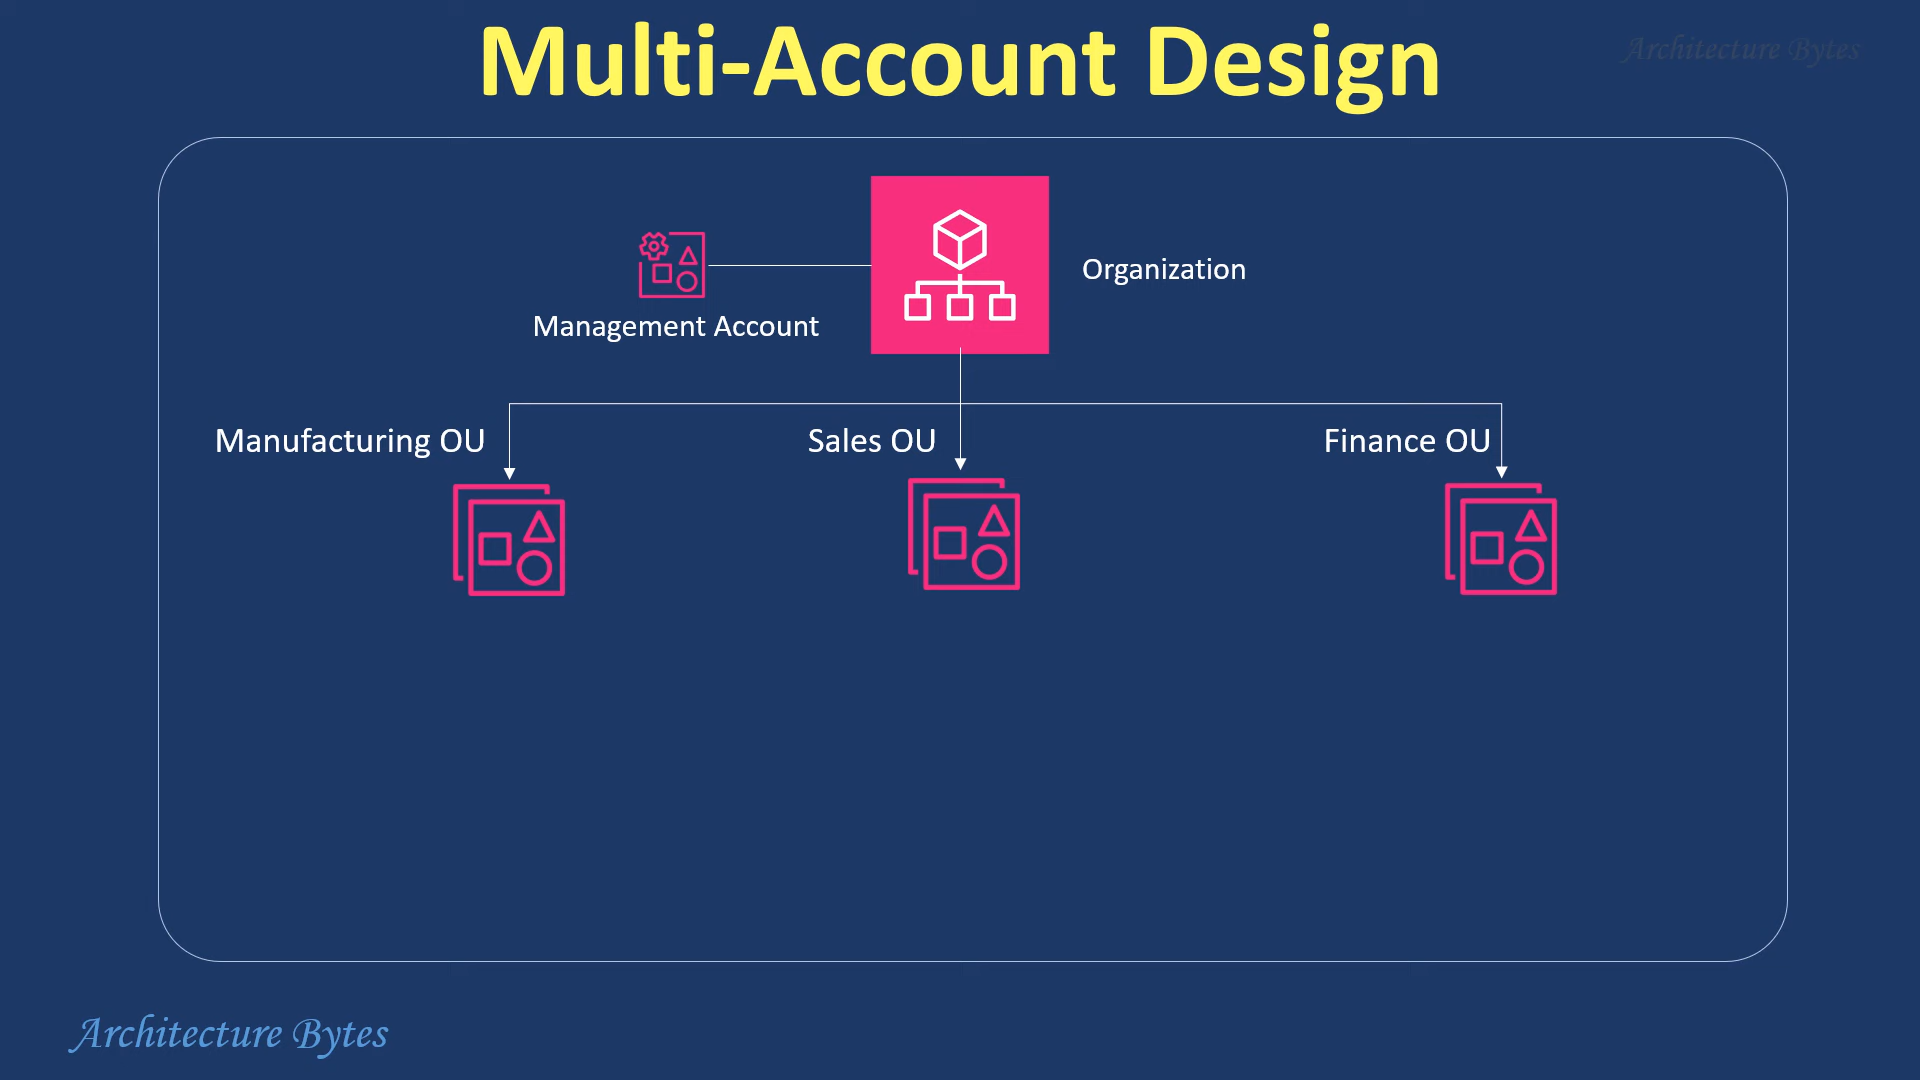 Multi-Account Design
Architecture Bytes
Organization
Management Account
Manufacturing OU
Sales OU
Finance OU
Architecture Bytes